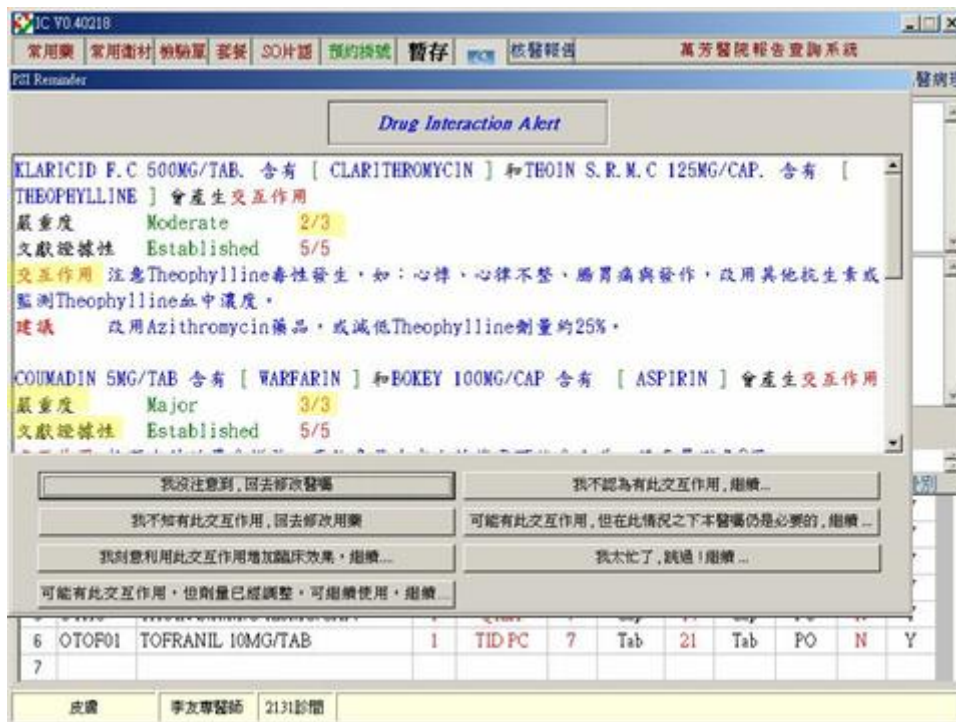 IC V0.40218
常用藥 常用衛材 檢驗單 套餐 SO片語 預約掛號 暫存 核醫報告 萬芳醫院報告查詢系統
PSI Reminder
醫病理
Drug Interaction Alert
KLARICID F.C 500MG/TAB. 含有 [ CLARITHROMYCIN ] 和THOIN S.R.M.C 125MG/CAP. 含有 [
THEOPHYLLINE ] 會產生交互作用
嚴重度 Moderate 2/3
文獻證據性 Established 5/5
交互作用 注意Theophylline毒性發生，如：心悸、心律不整、腸胃痛與發作，改用其他抗生素或
監測Theophylline血中濃度。
建議 改用Azithromycin藥品，或減低Theophylline劑量約25%。
COUMADIN 5MG/TAB 含有 [ WARFARIN ] 和BOKEY 100MG/CAP 含有 [ ASPIRIN ] 會產生交互作用
嚴重度 Major 3/3
文獻證據性 Established 5/5
我沒注意到,回去修改醫囑 我不認為有此交互作用,繼續...
我不知有此交互作用,回去修改用藥 可能有此交互作用,但在此情況之下本醫囑仍是必要的,繼續...
我刻意利用此交互作用增加臨床效果，繼續... 我太忙了,跳過!繼續...
可能有此交互作用，但劑量已經調整，可繼續使用，繼續...
6 OTOF01 TOFRANIL 10MG/TAB 1 TID PC 7 Tab 21 Tab PO N Y
7
皮膚 李友專醫師 2131診間